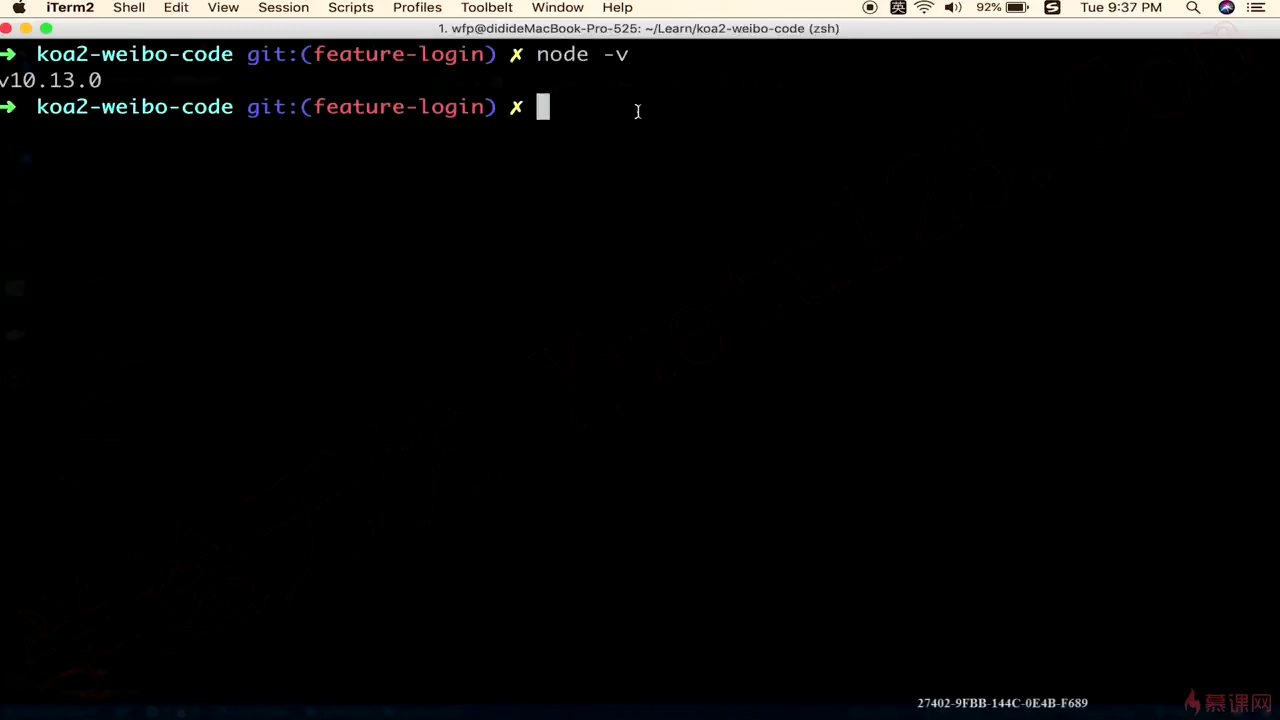 iTerm2 Shell Edit View Session Scripts Profiles Toolbelt Window Help 英 92% S Tue 9:37 PM
1. wfp@dideMacBook-Pro-525: ~/Learn/koa2-weibo-code (zsh)
➜ koa2-weibo-code git:(feature-login) ✗ node -v
v10.13.0
➜ koa2-weibo-code git:(feature-login) ✗
27402-9FBB-144C-0E4B-F689
慕课网